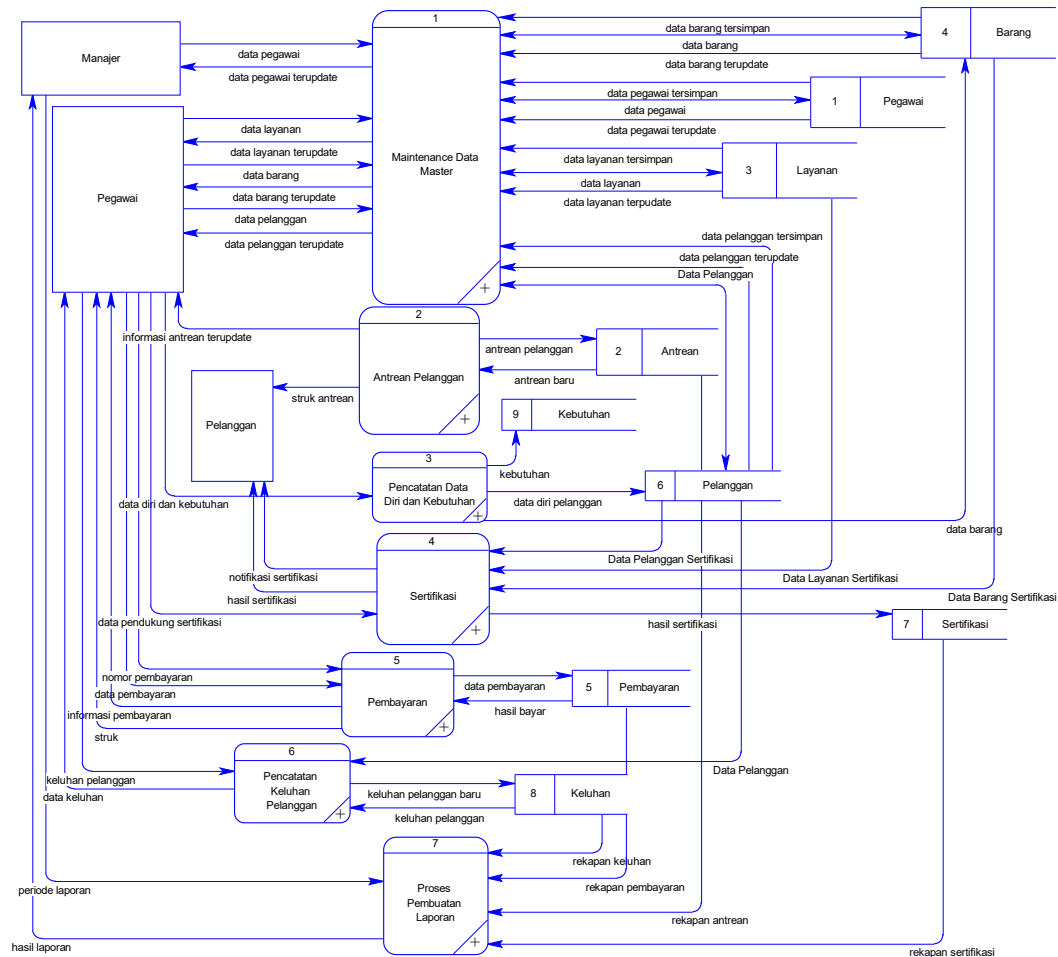 Manajer
data pegawai
data pegawai terupdate
1
Maintenance Data
Master
data barang tersimpan
data barang
data barang terupdate
4
Barang
data pegawai tersimpan
data pegawai
data pegawai terupdate
1
Pegawai
Pegawai
data layanan
data layanan terupdate
data barang
data barang terupdate
data pelanggan
data pelanggan terupdate
data layanan tersimpan
data layanan
data layanan terpudate
3
Layanan
data pelanggan tersimpan
data pelanggan terupdate
Data Pelanggan
informasi antrean terupdate
2
Antrean Pelanggan
antrean pelanggan
antrean baru
2
Antrean
struk antrean
Pelanggan
9
Kebutuhan
kebutuhan
3
Pencatatan Data
Diri dan Kebutuhan
data diri dan kebutuhan
data diri pelanggan
6
Pelanggan
data barang
4
Sertifikasi
Data Pelanggan Sertifikasi
Data Layanan Sertifikasi
Data Barang Sertifikasi
notifikasi sertifikasi
hasil sertifikasi
data pendukung sertifikasi
hasil sertifikasi
7
Sertifikasi
5
Pembayaran
nomor pembayaran
data pembayaran
informasi pembayaran
struk
data pembayaran
hasil bayar
5
Pembayaran
6
Pencatatan
Keluhan
Pelanggan
keluhan pelanggan
data keluhan
Data Pelanggan
keluhan pelanggan baru
keluhan pelanggan
8
Keluhan
7
Proses
Pembuatan
Laporan
rekapan keluhan
rekapan pembayaran
rekapan antrean
rekapan sertifikasi
periode laporan
hasil laporan